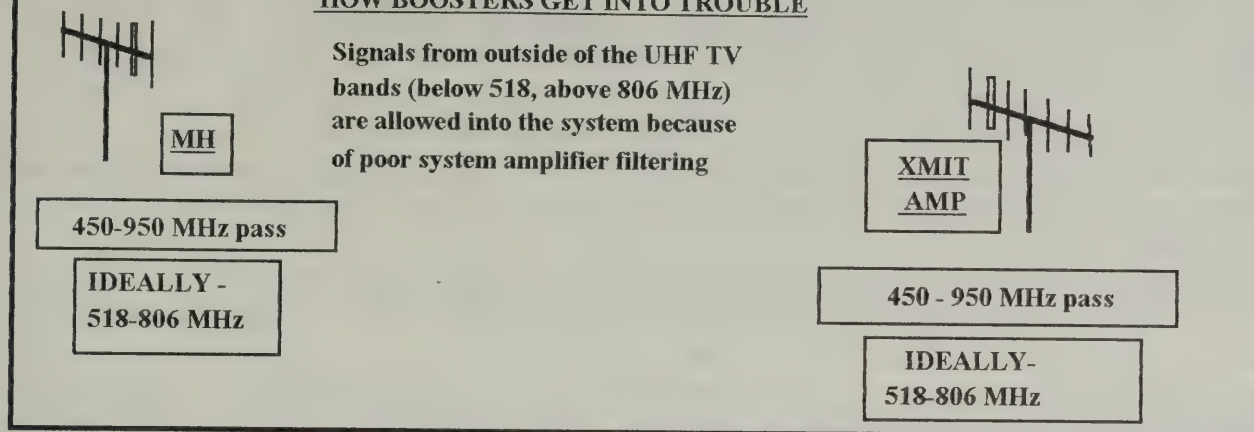 HOW BOOSTERS GET INTO TROUBLE
Signals from outside of the UHF TV
bands (below 518, above 806 MHz)
are allowed into the system because
of poor system amplifier filtering
MH
450-950 MHz pass
IDEALLY -
518-806 MHz
XMIT
AMP
450 - 950 MHz pass
IDEALLY-
518-806 MHz